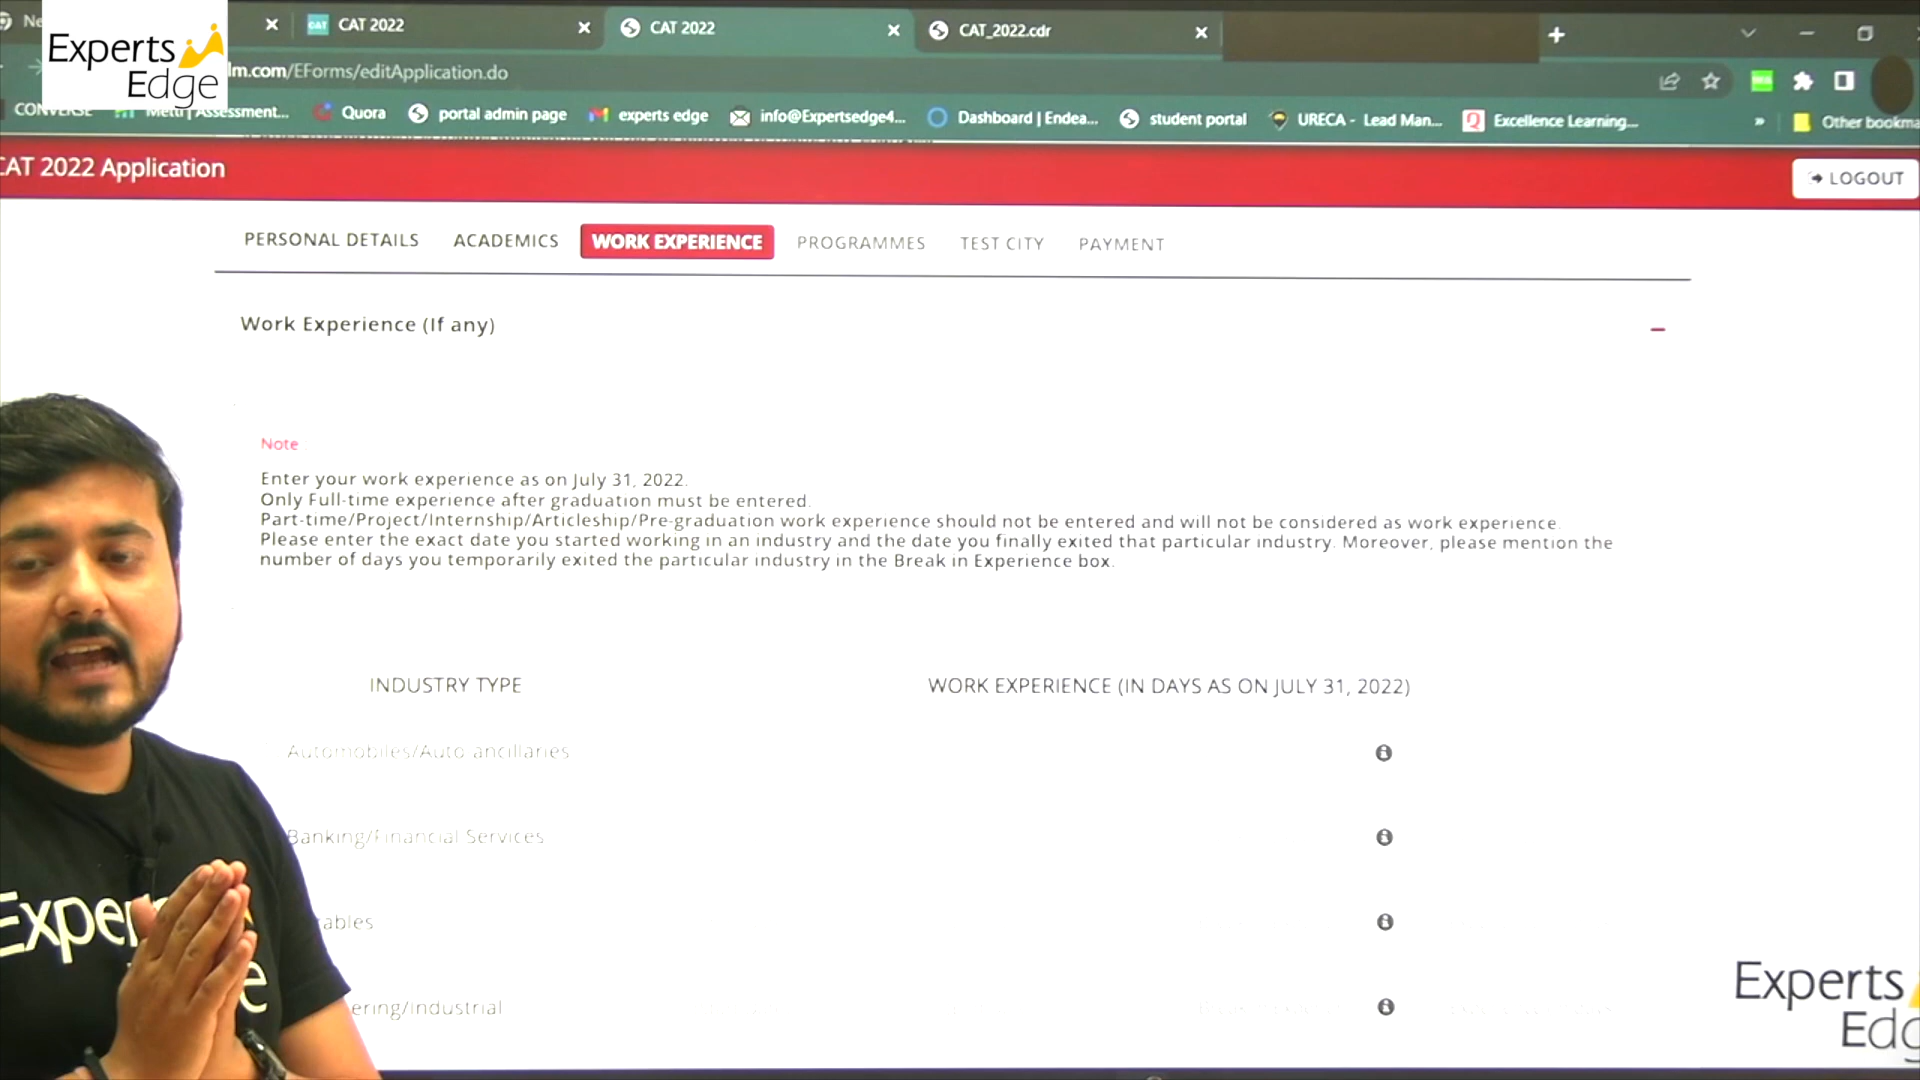 Ne
CAT 2022
CAT 2022
CAT_2022.cdr
Experts
Edge
lm.com/EForms/editApplication.do
CONVERSE
Mettl | Assessment...
Quora
portal admin page
experts edge
info@Expertsedge4...
Dashboard | Endea...
student portal
URECA - Lead Man...
Excellence Learning...
»
Other bookma
CAT 2022 Application
LOGOUT
PERSONAL DETAILS
ACADEMICS
WORK EXPERIENCE
PROGRAMMES
TEST CITY
PAYMENT
Work Experience (If any)
Note
Enter your work experience as on July 31, 2022.
Only Full-time experience after graduation must be entered.
Part-time/Project/Internship/Articleship/Pre-graduation work experience should not be entered and will not be considered as work experience.
Please enter the exact date you started working in an industry and the date you finally exited that particular industry. Moreover, please mention the
number of days you temporarily exited the particular industry in the Break in Experience box.
INDUSTRY TYPE
WORK EXPERIENCE (IN DAYS AS ON JULY 31, 2022)
Automobiles/Auto ancillaries
Banking/Financial Services
ables
ering/Industrial
Exper
e
Experts
Edg